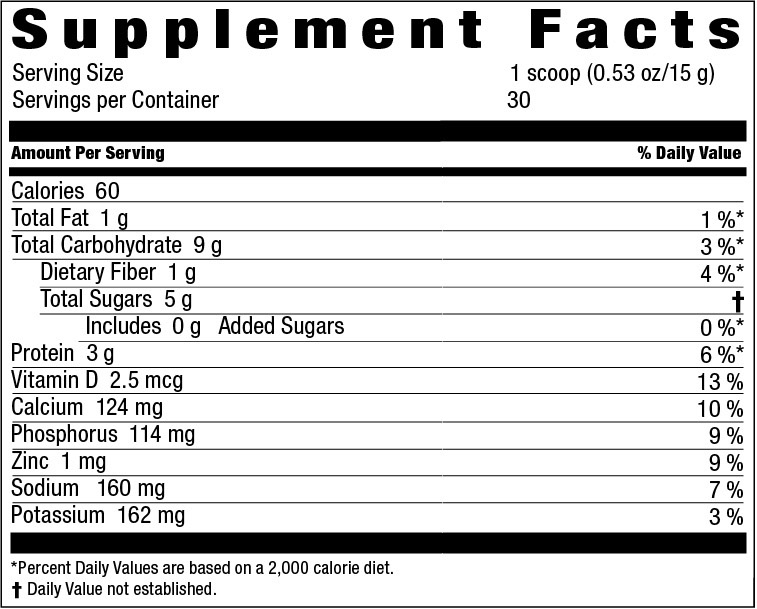 Supplement Facts
Serving Size 1 scoop (0.53 oz/15 g)
Servings per Container 30
Amount Per Serving % Daily Value
Calories 60
Total Fat 1 g 1 %*
Total Carbohydrate 9 g 3 %*
Dietary Fiber 1 g 4 %*
Total Sugars 5 g †
Includes 0 g Added Sugars 0 %*
Protein 3 g 6 %*
Vitamin D 2.5 mcg 13 %
Calcium 124 mg 10 %
Phosphorus 114 mg 9 %
Zinc 1 mg 9 %
Sodium 160 mg 7 %
Potassium 162 mg 3 %
*Percent Daily Values are based on a 2,000 calorie diet.
† Daily Value not established.